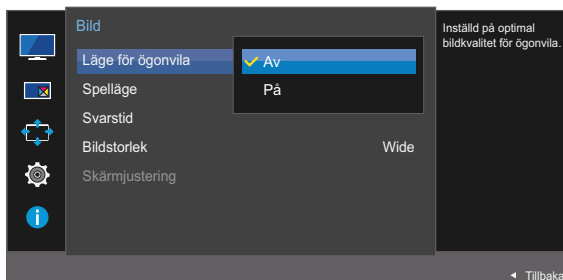 Bild
Läge för ögonvila
Av
På
Spelläge
Svarstid
Bildstorlek Wide
Skärmjustering
Inställd på optimal
bildkvalitet för ögonvila.
Tillbaka